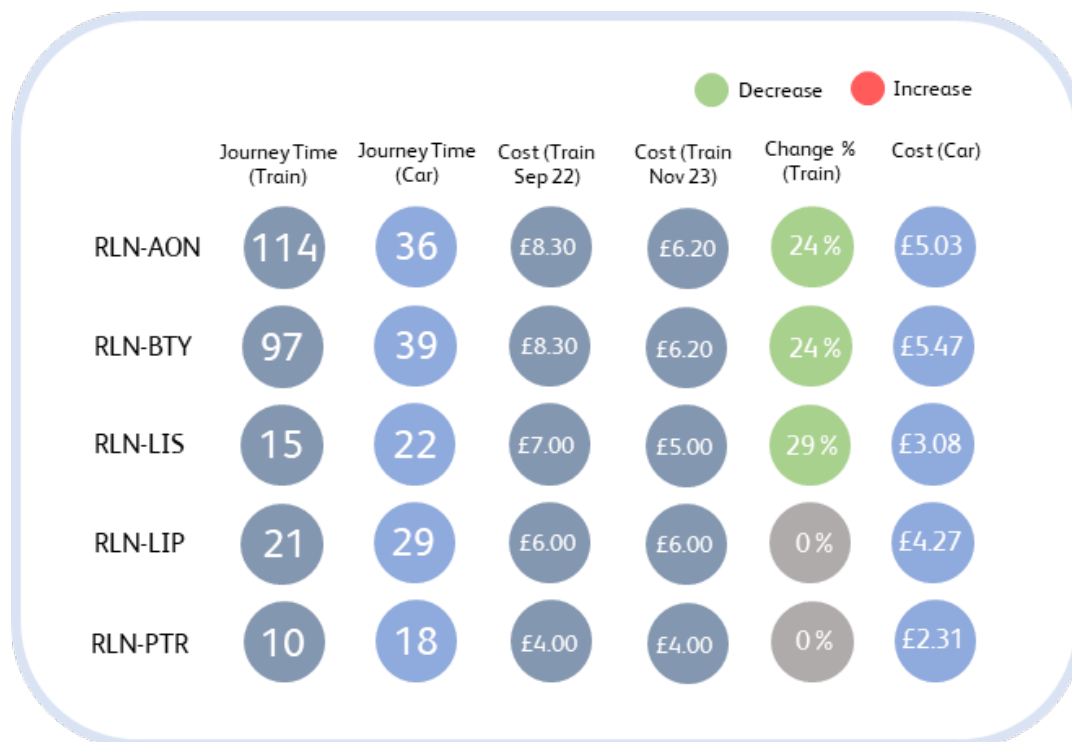 Decrease Increase
Journey Time Journey Time Cost (Train Cost (Train Change % Cost (Car)
(Train) (Car) Sep 22) Nov 23) (Train)
RLN-AON 114 36 £8.30 £6.20 24 % £5.03
RLN-BTY 97 39 £8.30 £6.20 24 % £5.47
RLN-LIS 15 22 £7.00 £5.00 29 % £3.08
RLN-LIP 21 29 £6.00 £6.00 0 % £4.27
RLN-PTR 10 18 £4.00 £4.00 0 % £2.31